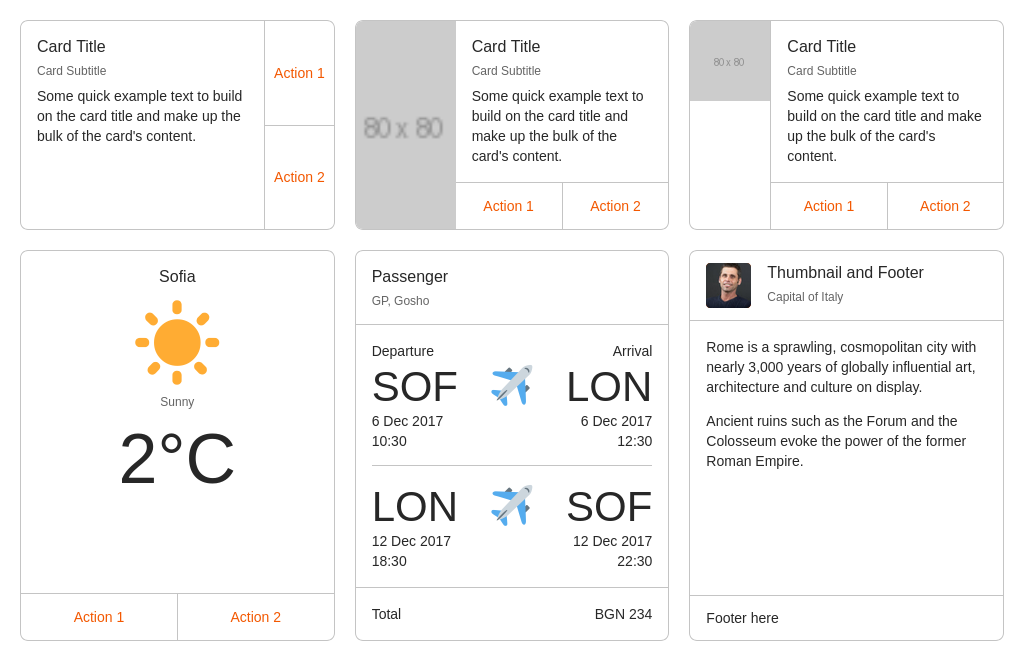 Card Title
Card Subtitle
Some quick example text to build
on the card title and make up the
bulk of the card's content.
Action 1
Action 2
80 x 80
Card Title
Card Subtitle
Some quick example text to
build on the card title and
make up the bulk of the
card's content.
Action 1
Action 2
80 x 80
Card Title
Card Subtitle
Some quick example text to
build on the card title and make
up the bulk of the card's
content.
Action 1
Action 2
Sofia
Sunny
2°C
Action 1
Action 2
Passenger
GP, Gosho
Departure Arrival
SOF LON
6 Dec 2017 6 Dec 2017
10:30 12:30
LON SOF
12 Dec 2017 12 Dec 2017
18:30 22:30
Total BGN 234
Thumbnail and Footer
Capital of Italy
Rome is a sprawling, cosmopolitan city with
nearly 3,000 years of globally influential art,
architecture and culture on display.
Ancient ruins such as the Forum and the
Colosseum evoke the power of the former
Roman Empire.
Footer here